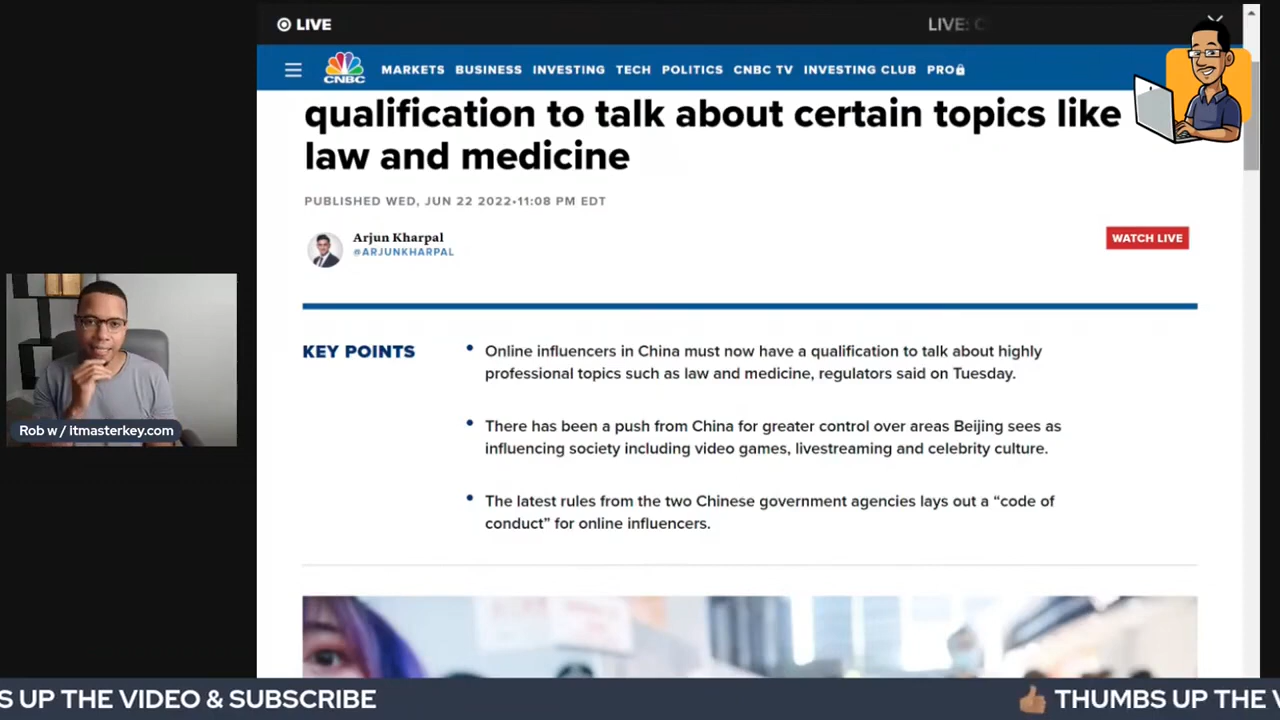 LIVE
LIVE: C
CNBC
MARKETS BUSINESS INVESTING TECH POLITICS CNBC TV INVESTING CLUB PRO
qualification to talk about certain topics like
law and medicine
PUBLISHED WED, JUN 22 2022•11:08 PM EDT
Arjun Kharpal
@ARJUNKHARPAL
WATCH LIVE
KEY POINTS
• Online influencers in China must now have a qualification to talk about highly
professional topics such as law and medicine, regulators said on Tuesday.
• There has been a push from China for greater control over areas Beijing sees as
influencing society including video games, livestreaming and celebrity culture.
• The latest rules from the two Chinese government agencies lays out a “code of
conduct” for online influencers.
Rob w / itmasterkey.com
S UP THE VIDEO & SUBSCRIBE
👍🏽 THUMBS UP THE V